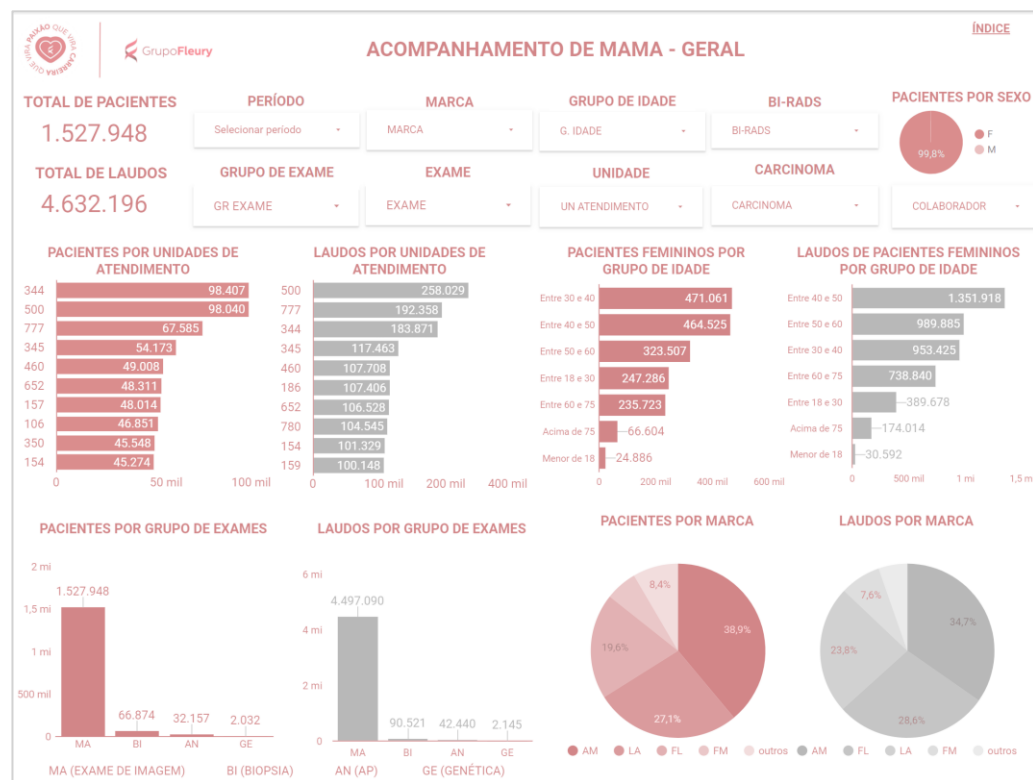 PAIXÃO QUE VIRA CARREIRA QUE VIRA
GrupoFleury
ACOMPANHAMENTO DE MAMA - GERAL
ÍNDICE
TOTAL DE PACIENTES
1.527.948
PERÍODO
Selecionar período
MARCA
MARCA
GRUPO DE IDADE
G. IDADE
BI-RADS
BI-RADS
PACIENTES POR SEXO
99,8%
F
M
TOTAL DE LAUDOS
4.632.196
GRUPO DE EXAME
GR EXAME
EXAME
EXAME
UNIDADE
UN ATENDIMENTO
CARCINOMA
CARCINOMA
COLABORADOR
PACIENTES POR UNIDADES DE
ATENDIMENTO
344 98.407
500 98.040
777 67.585
345 54.173
460 49.008
652 48.311
157 48.014
106 46.851
350 45.548
154 45.274
0 50 mil 100 mil
LAUDOS POR UNIDADES DE
ATENDIMENTO
500 258.029
777 192.358
344 183.871
345 117.463
460 107.708
186 107.406
652 106.528
780 104.545
154 101.329
159 100.148
0 100 mil 200 mil 400 mil
PACIENTES FEMININOS POR
GRUPO DE IDADE
Entre 30 e 40 471.061
Entre 40 e 50 464.525
Entre 50 e 60 323.507
Entre 18 e 30 247.286
Entre 60 e 75 235.723
Acima de 75 66.604
Menor de 18 24.886
0 200 mil 400 mil 600 mil
LAUDOS DE PACIENTES FEMININOS
POR GRUPO DE IDADE
Entre 40 e 50 1.351.918
Entre 50 e 60 989.885
Entre 30 e 40 953.425
Entre 60 e 75 738.840
Entre 18 e 30 389.678
Acima de 75 174.014
Menor de 18 30.592
0 500 mil 1 mi 1,5 m
PACIENTES POR GRUPO DE EXAMES
2 mi
1,5 mi
1 mi
500 mil
0
1.527.948
66.874
32.157
2.032
MA BI AN GE
LAUDOS POR GRUPO DE EXAMES
6 mi
4 mi
2 mi
0
4.497.090
90.521
42.440
2.145
MA BI AN GE
MA (EXAME DE IMAGEM) BI (BIOPSIA) AN (AP) GE (GENÉTICA)
PACIENTES POR MARCA
8,4%
38,9%
19,6%
27,1%
AM LA FL FM outros
LAUDOS POR MARCA
7,6%
34,7%
23,8%
28,6%
AM FL LA FM outros